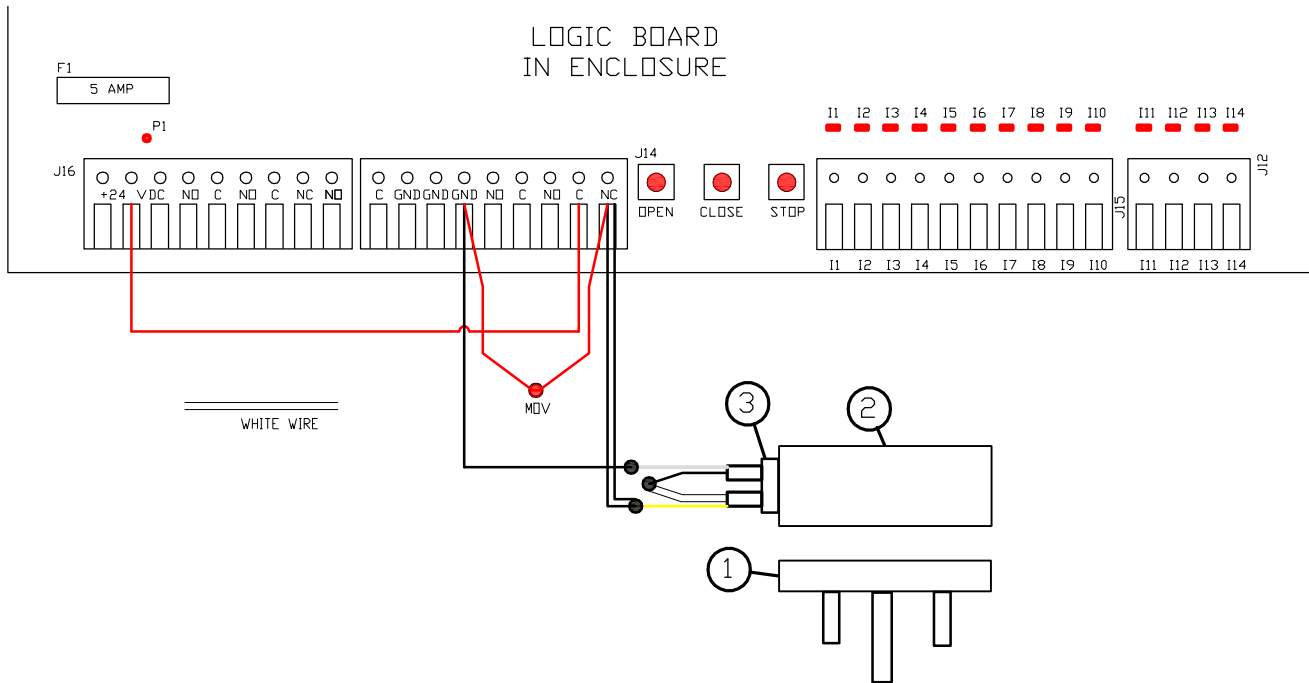 LOGIC BOARD
IN ENCLOSURE
F1
5 AMP
P1
I1 I2 I3 I4 I5 I6 I7 I8 I9 I10 I11 I12 I13 I14
J16
J14
J12
+24 VDC NO C NO C NC NO
C GND GND GND NO C NO C NC
J15
OPEN CLOSE STOP
I1 I2 I3 I4 I5 I6 I7 I8 I9 I10 I11 I12 I13 I14
MOV
WHITE WIRE
3
2
1